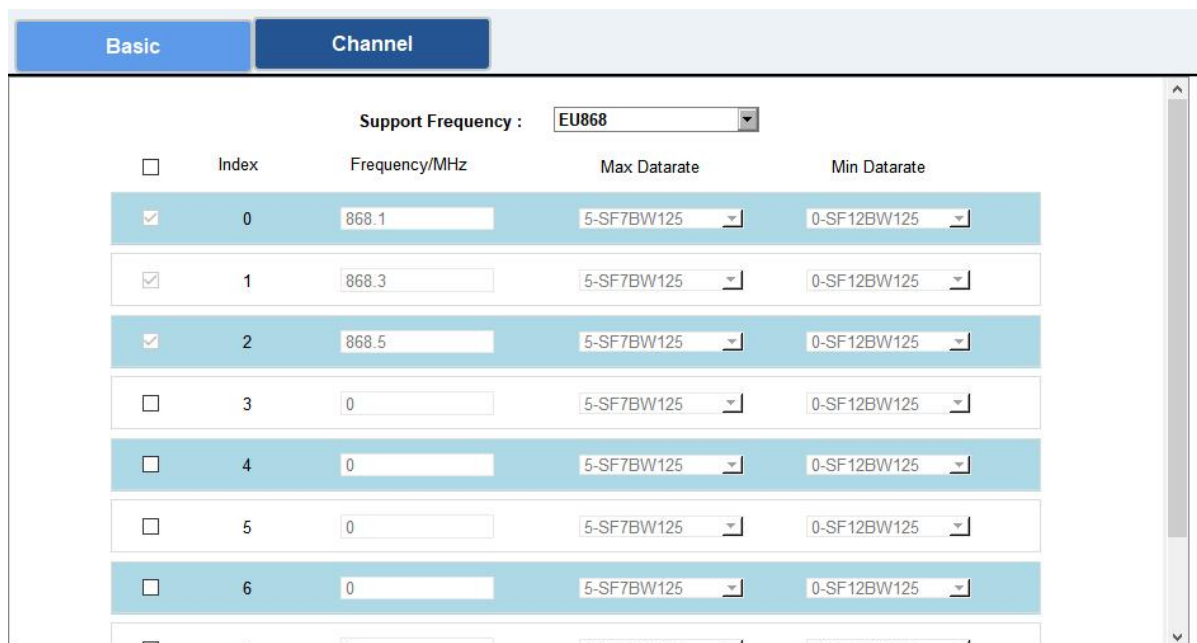 Basic Channel
Support Frequency : EU868
Index Frequency/MHz Max Datarate Min Datarate
0 868.1 5-SF7BW125 0-SF12BW125
1 868.3 5-SF7BW125 0-SF12BW125
2 868.5 5-SF7BW125 0-SF12BW125
3 0 5-SF7BW125 0-SF12BW125
4 0 5-SF7BW125 0-SF12BW125
5 0 5-SF7BW125 0-SF12BW125
6 0 5-SF7BW125 0-SF12BW125